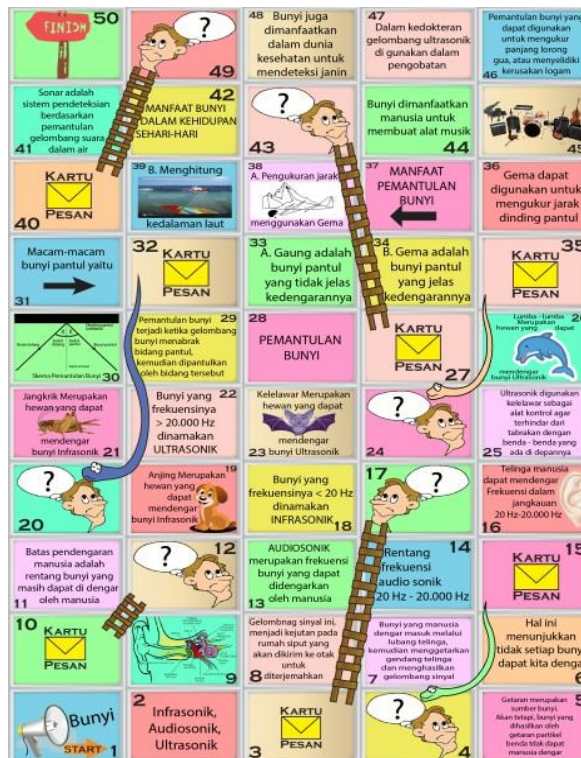 FINISH
50
?
49
48
Bunyi juga
dimanfaatkan
dalam dunia
kesehatan untuk
mendeteksi janin
47
Dalam kedokteran
gelombang ultrasonik
di gunakan dalam
pengobatan
Pemantulan bunyi yang
dapat digunakan
untuk mengukur
panjang lorong
gua, atau menyelidiki
46 kerusakan logam
Sonar adalah
sistem pendeteksian
berdasarkan
pemantulan
gelombang suara
41 dalam air
42
MANFAAT BUNYI
DALAM KEHIDUPAN
SEHARI-HARI
?
43
Bunyi dimanfaatkan
manusia untuk
membuat alat musik
44
45
KARTU
PESAN
40
39 B. Menghitung
kedalaman laut
38
A. Pengukuran jarak
menggunakan Gema
37
MANFAAT
PEMANTULAN
BUNYI
36
Gema dapat
digunakan untuk
mengukur jarak
dinding pantul
Macam-macam
bunyi pantul yaitu
31
32
KARTU
PESAN
33
A. Gaung adalah
bunyi pantul
yang tidak jelas
kedengarannya
34
B. Gema adalah
bunyi pantul
yang jelas
kedengarannya
35
KARTU
PESAN
Skema Pemantulan Bunyi 30
Pemantulan bunyi 29
terjadi ketika gelombang
bunyi menabrak
bidang pantul,
kemudian dipantulkan
oleh bidang tersebut
28
PEMANTULAN
BUNYI
KARTU
PESAN
27
Lumba - lumba 26
Merupakan
hewan yang dapat
mendengar
bunyi Ultrasonik
Jangkrik Merupakan
hewan yang dapat
mendengar
bunyi Infrasonik 21
Bunyi yang 22
frekuensinya
> 20.000 Hz
dinamakan
ULTRASONIK
Kelelawar Merupakan
hewan yang dapat
mendengar
23 bunyi Ultrasonik
?
24
Ultrasonik digunakan
kelelawar sebagai
alat kontrol agar
terhindar dari
tabrakan dengan
benda - benda yang
25 ada di depannya
?
20
Anjing Merupakan 19
hewan yang
dapat
mendengar
bunyi Infrasonik
Bunyi yang
frekuensinya < 20 Hz
dinamakan
INFRASONIK 18
17
?
Telinga manusia
dapat mendengar
Frekuensi dalam
jangkauan
16 20 Hz-20.000 Hz
Batas pendengaran
manusia adalah
rentang bunyi yang
masih dapat di dengar
11 oleh manusia
12
?
AUDIOSONIK
merupakan frekuensi
bunyi yang dapat
didengarkan
13 oleh manusia
14
Rentang
frekuensi
audio sonik
20 Hz - 20.000 Hz
15
KARTU
PESAN
10
KARTU
PESAN
9
Gelombnag sinyal ini,
menjadi kejutan pada
rumah siput yang
akan dikirim ke otak
untuk
8 diterjemahkan
Bunyi yang manusia
dengar masuk melalui
lubang telinga,
kemudian menggetarkan
gendang telinga
dan menghasilkan
7 gelombang sinyal
Hal ini
menunjukkan
tidak setiap bunyi
dapat kita dengar
6
Bunyi
START 1
2
Infrasonik,
Audiosonik,
Ultrasonik
KARTU
PESAN
3
?
4
Getaran merupakan 5
sumber bunyi.
Akan tetapi, bunyi yang
dihasilkan oleh
getaran partikel
benda tidak dapat
manusia dengar